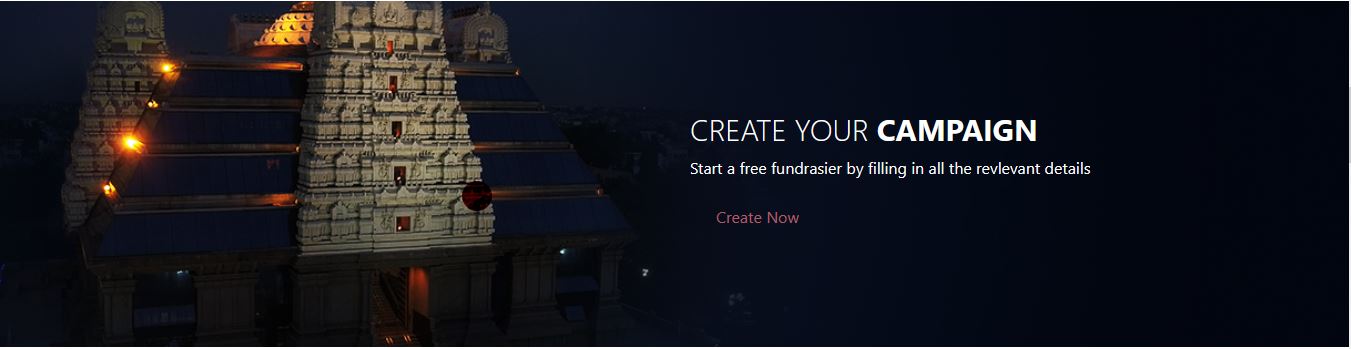 CREATE YOUR CAMPAIGN
Start a free fundrasier by filling in all the revlevant details
Create Now